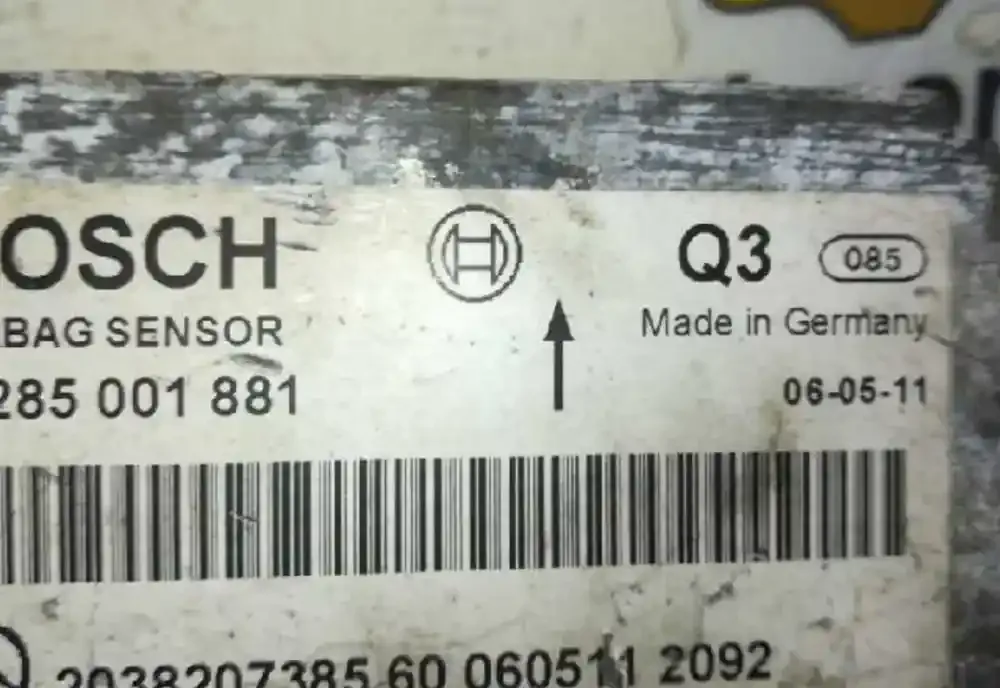 OSCH Q3 085
BAG SENSOR Made in Germany
285 001 881 06-05-11
2038207385 60 060511 2092